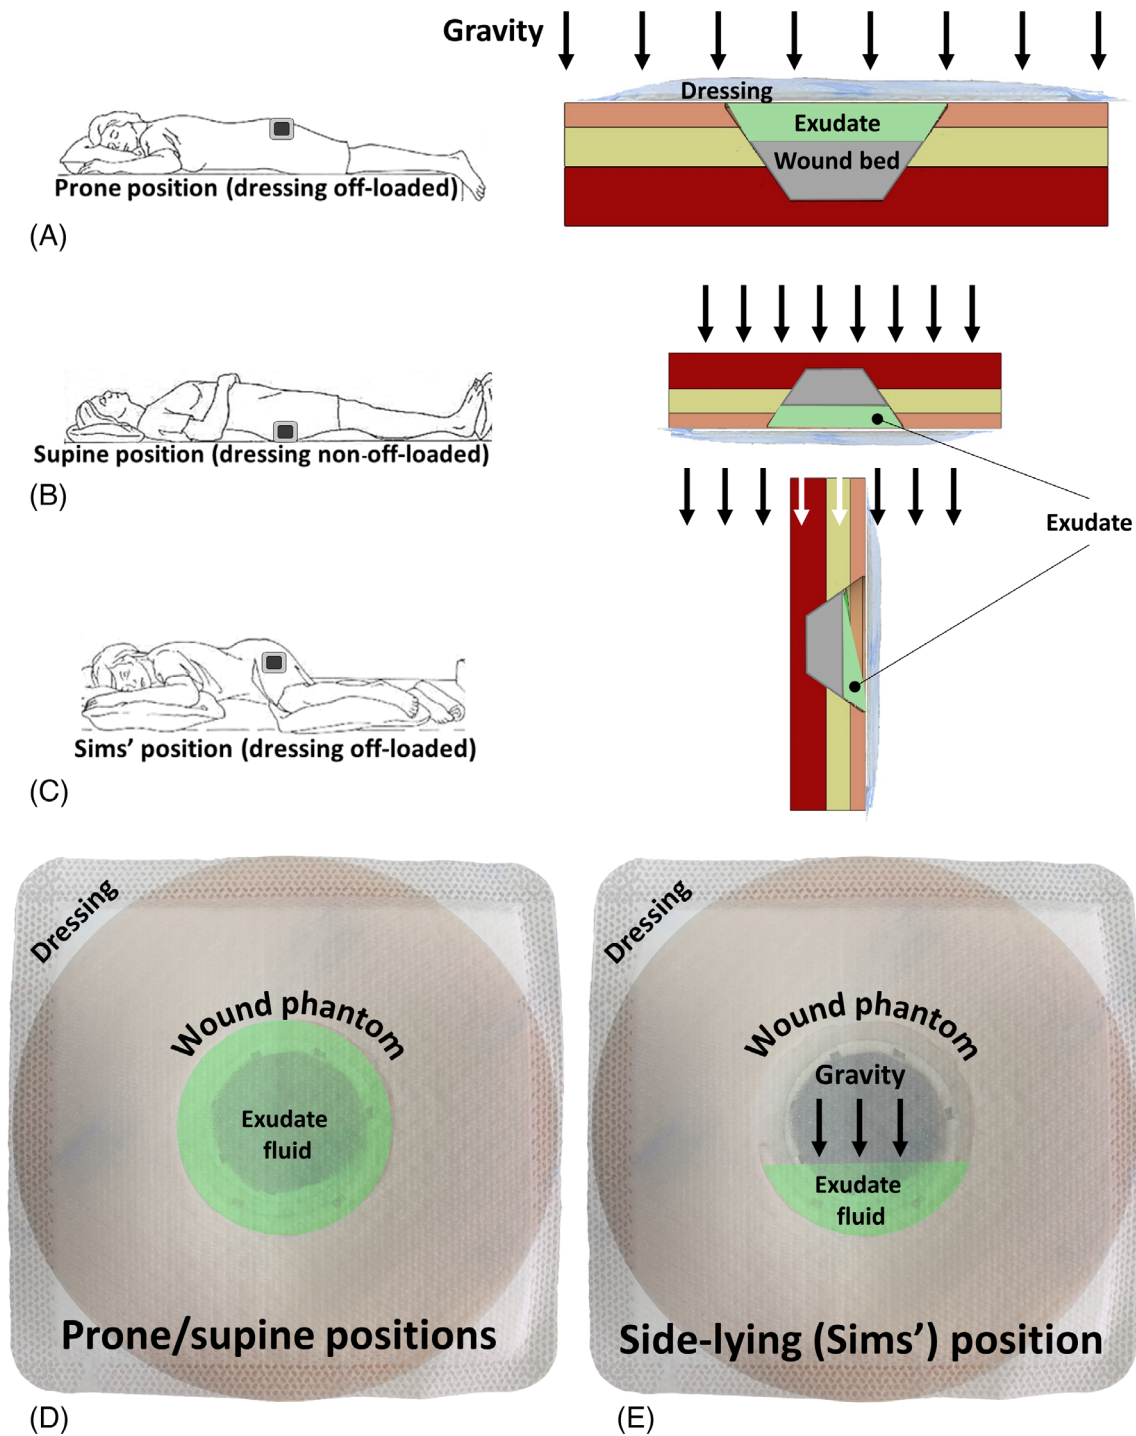 Gravity
Dressing
Exudate
Wound bed
Prone position (dressing off-loaded)
(A)
Supine position (dressing non-off-loaded)
(B)
Exudate
Sims' position (dressing off-loaded)
(C)
Dressing
Wound phantom
Exudate
fluid
Prone/supine positions
(D)
Dressing
Wound phantom
Gravity
Exudate
fluid
Side-lying (Sims') position
(E)